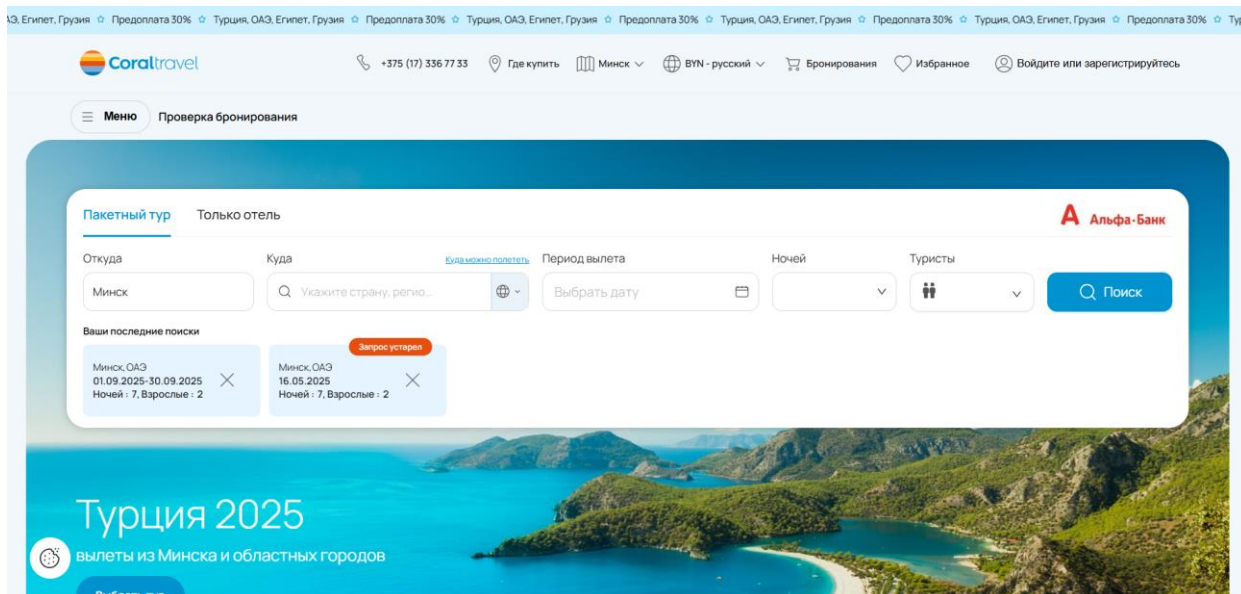 АЭ, Египет, Грузия ✩ Предоплата 30% ✩ Турция, ОАЭ, Египет, Грузия ✩ Предоплата 30% ✩ Турция, ОАЭ, Египет, Грузия ✩ Предоплата 30% ✩ Турция, ОАЭ, Египет, Грузия ✩ Предоплата 30% ✩ Турция, ОАЭ, Египет, Грузия ✩ Предоплата 30% ✩
Coraltravel +375 (17) 336 77 33 Где купить Минск BYN - русский Бронирования Избранное Войдите или зарегистрируйтесь
Меню Проверка бронирования
Пакетный тур Только отель Альфа-Банк
Откуда Куда Куда можно полететь Период вылета Ночей Туристы
Минск Укажите страну, регио... Выбрать дату Поиск
Ваши последние поиски
Запрос устарел
Минск, ОАЭ Минск, ОАЭ
01.09.2025-30.09.2025 16.05.2025
Ночей : 7, Взрослые : 2 Ночей : 7, Взрослые : 2
Турция 2025
вылеты из Минска и областных городов